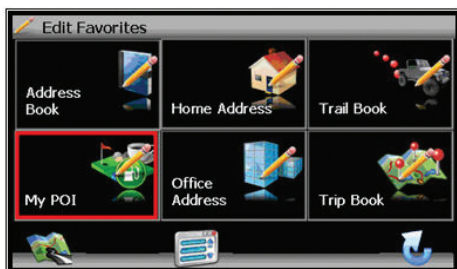 Edit Favorites
Address
Book
Home Address
Trail Book
My POI
Office
Address
Trip Book